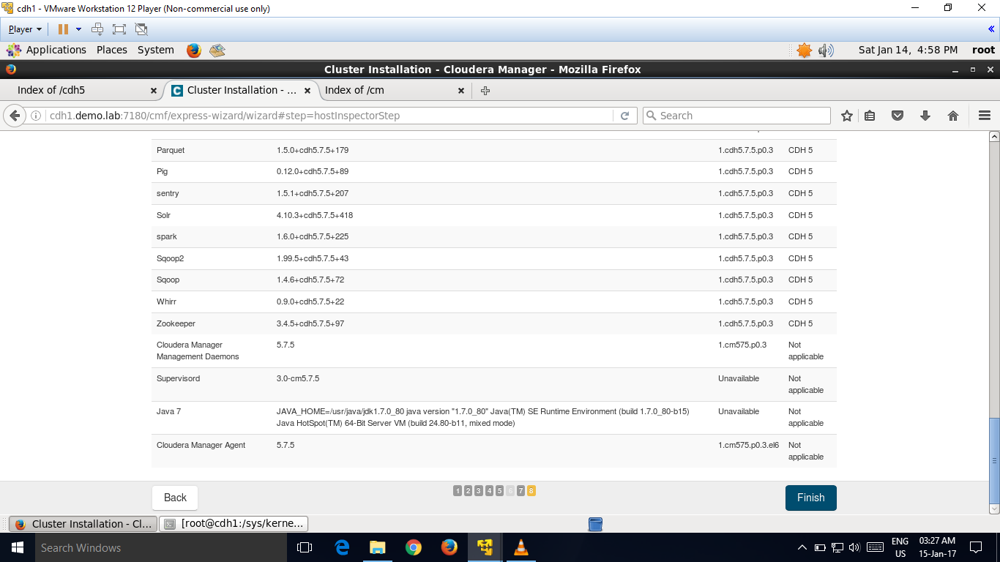 cdh1 - VMware Workstation 12 Player (Non-commercial use only)
Player
Applications Places System Sat Jan 14, 4:58 PM root
Cluster Installation - Cloudera Manager - Mozilla Firefox
Index of /cdh5 Cluster Installation - ... Index of /cm
cdh1.demo.lab:7180/cmf/express-wizard/wizard#step=hostInspectorStep Search
Parquet 1.5.0+cdh5.7.5+179 1.cdh5.7.5.p0.3 CDH 5
Pig 0.12.0+cdh5.7.5+89 1.cdh5.7.5.p0.3 CDH 5
sentry 1.5.1+cdh5.7.5+207 1.cdh5.7.5.p0.3 CDH 5
Solr 4.10.3+cdh5.7.5+418 1.cdh5.7.5.p0.3 CDH 5
spark 1.6.0+cdh5.7.5+225 1.cdh5.7.5.p0.3 CDH 5
Sqoop2 1.99.5+cdh5.7.5+43 1.cdh5.7.5.p0.3 CDH 5
Sqoop 1.4.6+cdh5.7.5+72 1.cdh5.7.5.p0.3 CDH 5
Whirr 0.9.0+cdh5.7.5+22 1.cdh5.7.5.p0.3 CDH 5
Zookeeper 3.4.5+cdh5.7.5+97 1.cdh5.7.5.p0.3 CDH 5
Cloudera Manager 5.7.5 1.cm575.p0.3 Not
Management Daemons applicable
Supervisord 3.0-cm5.7.5 Unavailable Not
applicable
Java 7 JAVA_HOME=/usr/java/jdk1.7.0_80 java version "1.7.0_80" Java(TM) SE Runtime Environment (build 1.7.0_80-b15) Unavailable Not
Java HotSpot(TM) 64-Bit Server VM (build 24.80-b11, mixed mode) applicable
Cloudera Manager Agent 5.7.5 1.cm575.p0.3.el6 Not
applicable
Back 1 2 3 4 5 6 7 8 Finish
Cluster Installation - Cl... [root@cdh1:/sys/kerne...
Search Windows ENG 03:27 AM
US 15-Jan-17